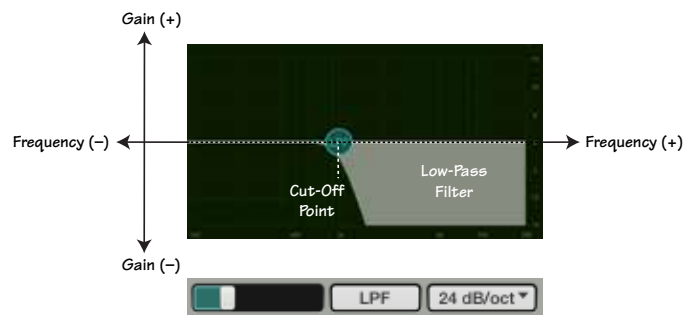 Gain (+)
Frequency (–)
Frequency (+)
Low-Pass
Filter
Cut-Off
Point
Gain (–)
LPF
24 dB/oct